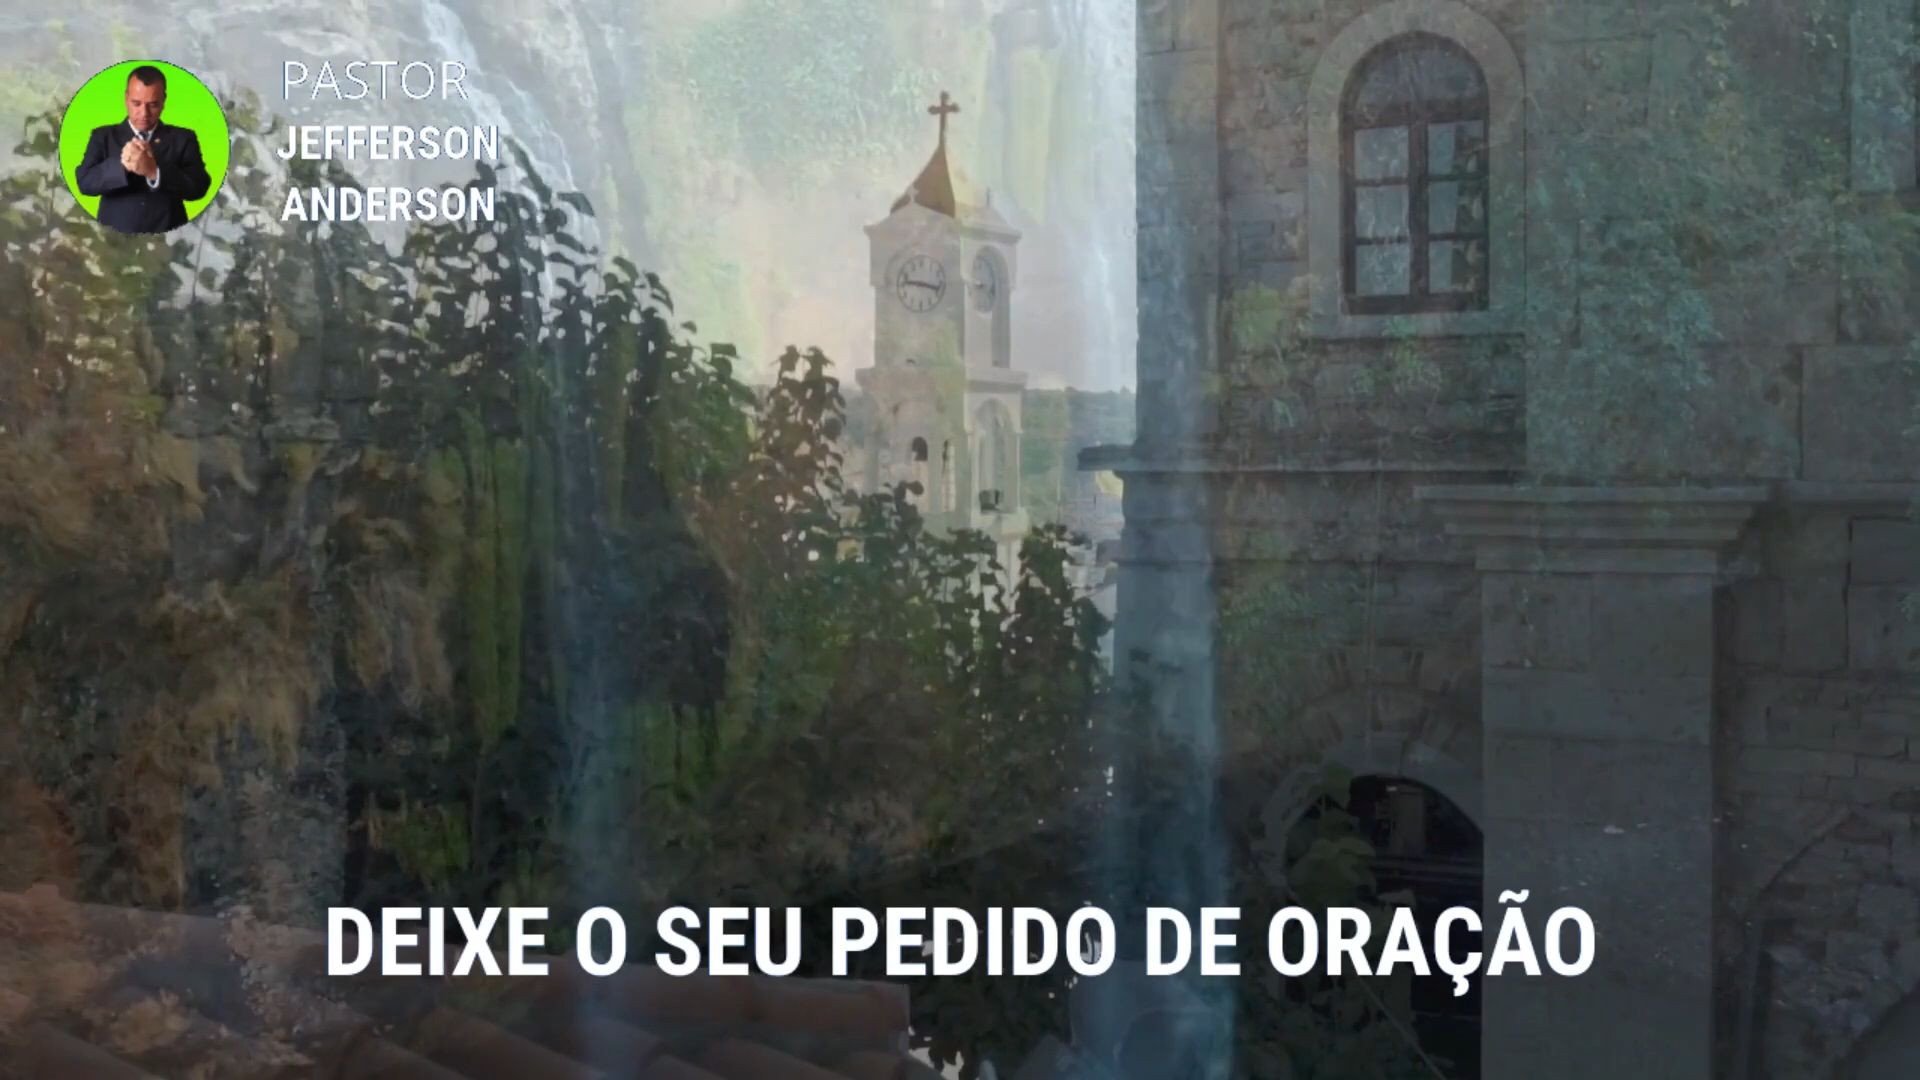 PASTOR
JEFFERSON
ANDERSON
DEIXE O SEU PEDIDO DE ORAÇÃO